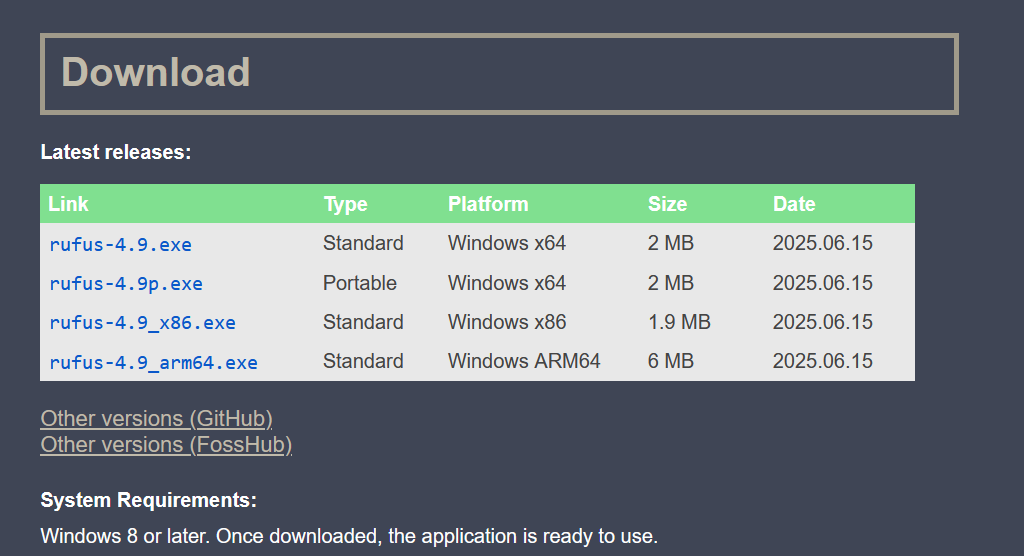 Download
Latest releases:
Link Type Platform Size Date
rufus-4.9.exe Standard Windows x64 2 MB 2025.06.15
rufus-4.9p.exe Portable Windows x64 2 MB 2025.06.15
rufus-4.9_x86.exe Standard Windows x86 1.9 MB 2025.06.15
rufus-4.9_arm64.exe Standard Windows ARM64 6 MB 2025.06.15
Other versions (GitHub)
Other versions (FossHub)
System Requirements:
Windows 8 or later. Once downloaded, the application is ready to use.